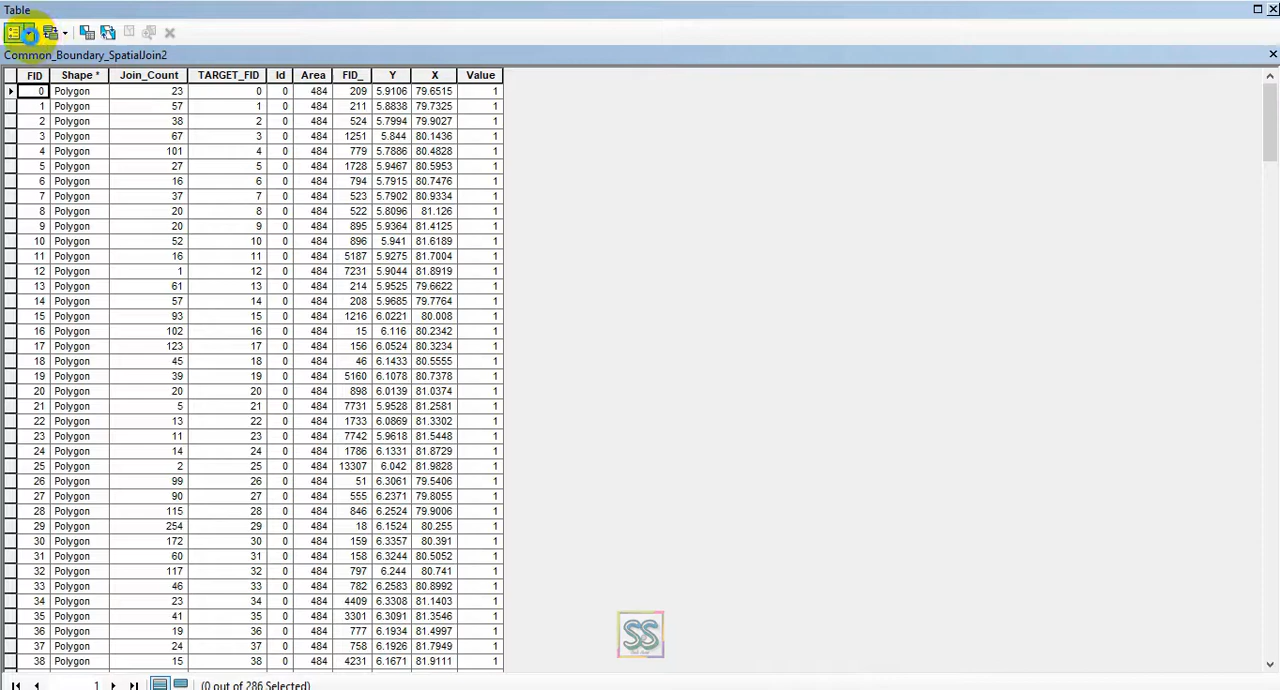 Table
Common_Boundary_SpatialJoin2
FID Shape * Join_Count TARGET_FID Id Area FID_ Y X Value
0 Polygon 23 0 0 484 209 5.9106 79.6515 1
1 Polygon 57 1 0 484 211 5.8838 79.7325 1
2 Polygon 38 2 0 484 524 5.7994 79.9027 1
3 Polygon 67 3 0 484 1251 5.844 80.1436 1
4 Polygon 101 4 0 484 779 5.7886 80.4828 1
5 Polygon 27 5 0 484 1728 5.9467 80.5953 1
6 Polygon 16 6 0 484 794 5.7915 80.7476 1
7 Polygon 37 7 0 484 523 5.7902 80.9334 1
8 Polygon 20 8 0 484 522 5.8096 81.126 1
9 Polygon 20 9 0 484 895 5.9364 81.4125 1
10 Polygon 52 10 0 484 896 5.941 81.6189 1
11 Polygon 16 11 0 484 5187 5.9275 81.7004 1
12 Polygon 1 12 0 484 7231 5.9044 81.8919 1
13 Polygon 61 13 0 484 214 5.9525 79.6622 1
14 Polygon 57 14 0 484 208 5.9685 79.7764 1
15 Polygon 93 15 0 484 1216 6.0221 80.008 1
16 Polygon 102 16 0 484 15 6.116 80.2342 1
17 Polygon 123 17 0 484 156 6.0524 80.3234 1
18 Polygon 45 18 0 484 46 6.1433 80.5555 1
19 Polygon 39 19 0 484 5160 6.1078 80.7378 1
20 Polygon 20 20 0 484 898 6.0139 81.0374 1
21 Polygon 5 21 0 484 7731 5.9528 81.2581 1
22 Polygon 13 22 0 484 1733 6.0869 81.3302 1
23 Polygon 11 23 0 484 7742 5.9618 81.5448 1
24 Polygon 14 24 0 484 1786 6.1331 81.8729 1
25 Polygon 2 25 0 484 13307 6.042 81.9828 1
26 Polygon 99 26 0 484 51 6.3061 79.5406 1
27 Polygon 90 27 0 484 555 6.2371 79.8055 1
28 Polygon 115 28 0 484 846 6.2524 79.9006 1
29 Polygon 254 29 0 484 18 6.1524 80.255 1
30 Polygon 172 30 0 484 159 6.3357 80.391 1
31 Polygon 60 31 0 484 158 6.3244 80.5052 1
32 Polygon 117 32 0 484 797 6.244 80.741 1
33 Polygon 46 33 0 484 782 6.2583 80.8992 1
34 Polygon 23 34 0 484 4409 6.3308 81.1403 1
35 Polygon 41 35 0 484 3301 6.3091 81.3546 1
36 Polygon 19 36 0 484 777 6.1934 81.4997 1
37 Polygon 24 37 0 484 758 6.1926 81.7949 1
38 Polygon 15 38 0 484 4231 6.1671 81.9111 1
SS
1 (0 out of 286 Selected)